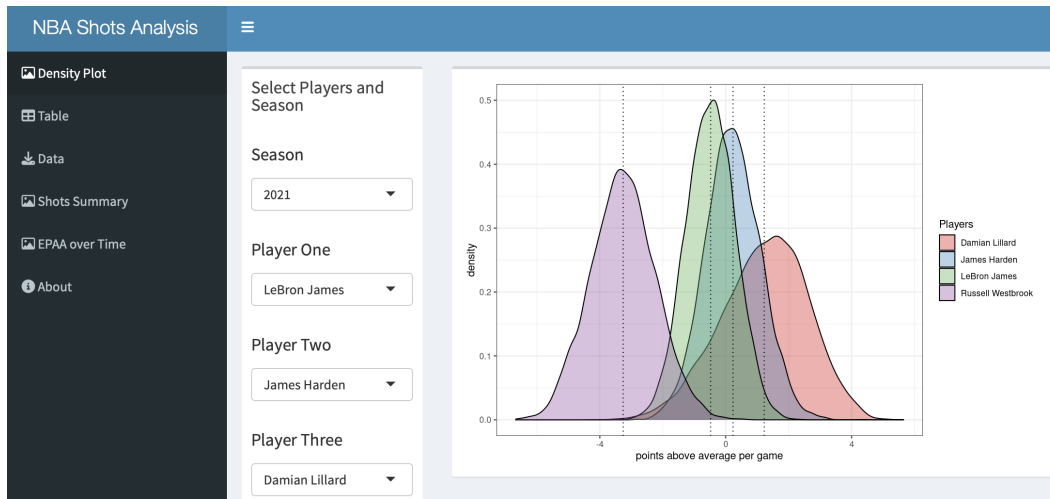 NBA Shots Analysis
Density Plot
Table
Data
Shots Summary
EPAA over Time
About
Select Players and
Season
Season
2021
Player One
LeBron James
Player Two
James Harden
Player Three
Damian Lillard
0.5
0.4
0.3
0.2
0.1
0.0
density
-4
0
4
points above average per game
Players
Damian Lillard
James Harden
LeBron James
Russell Westbrook